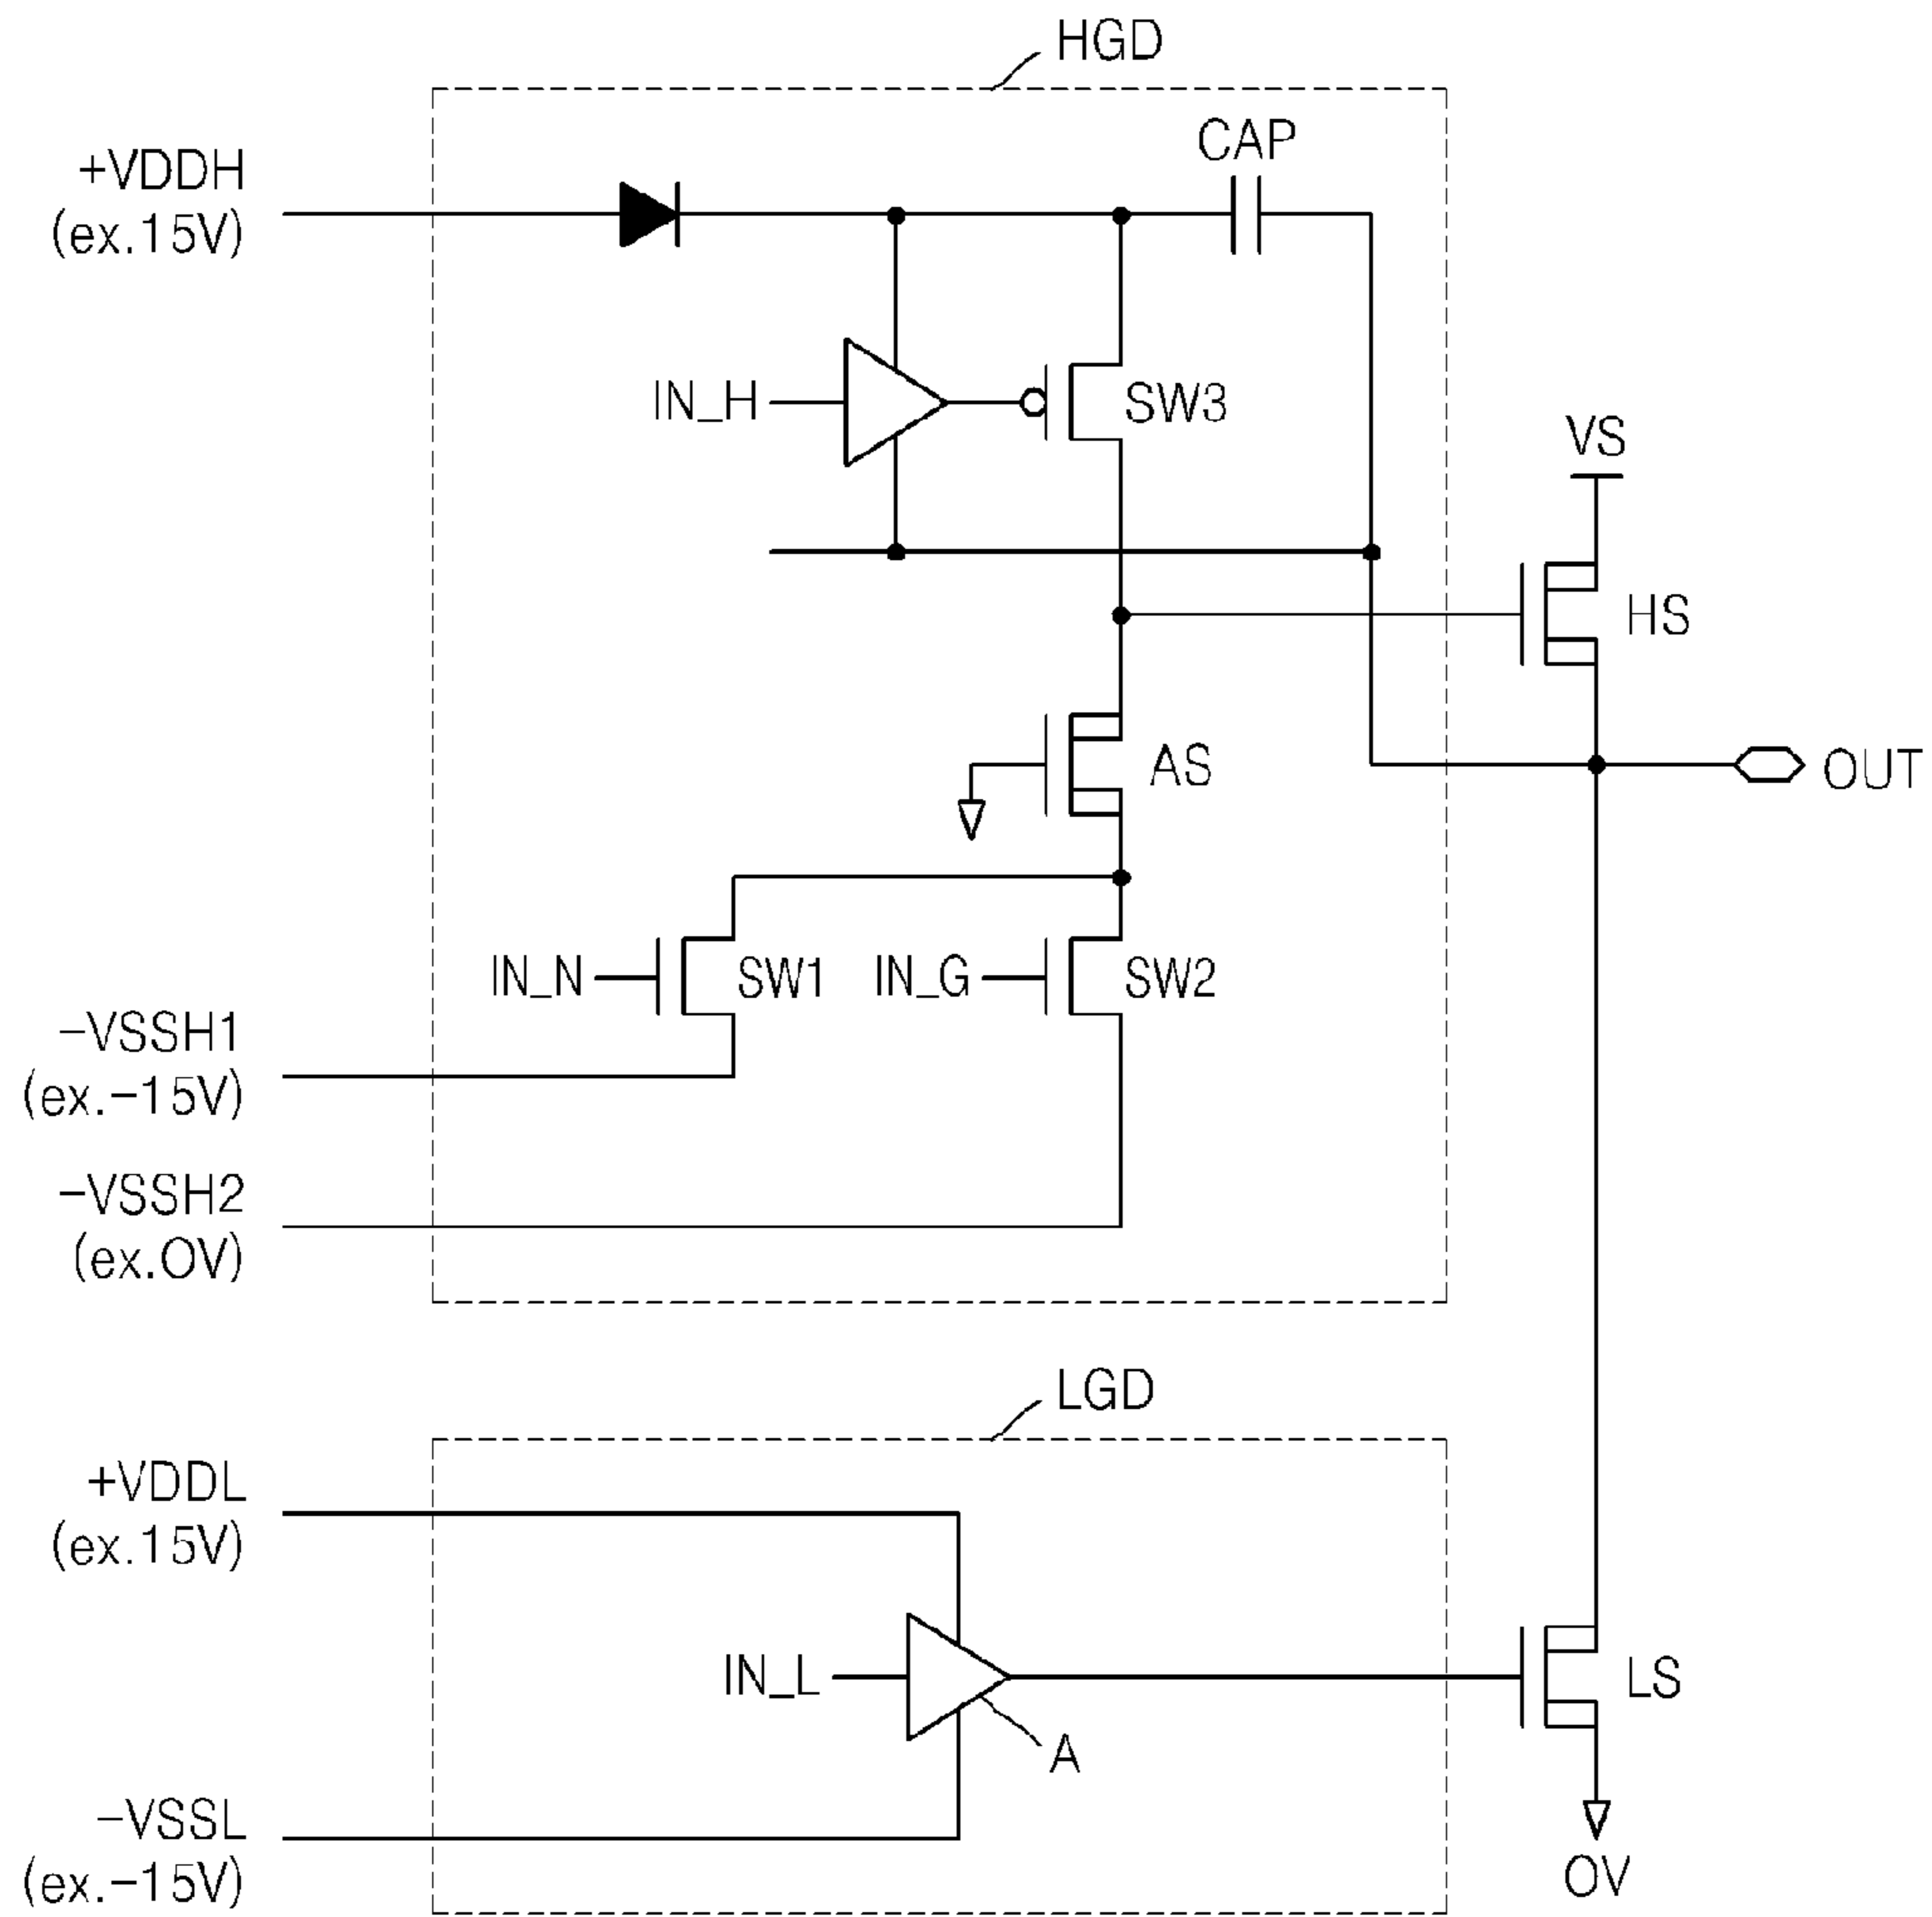 HGD
CAP
+VDDH
(ex.15V)
IN_H
SW3
VS
HS
AS
OUT
IN_N
SW1
IN_G
SW2
−VSSH1
(ex.−15V)
−VSSH2
(ex.0V)
LGD
+VDDL
(ex.15V)
IN_L
LS
A
−VSSL
(ex.−15V)
0V